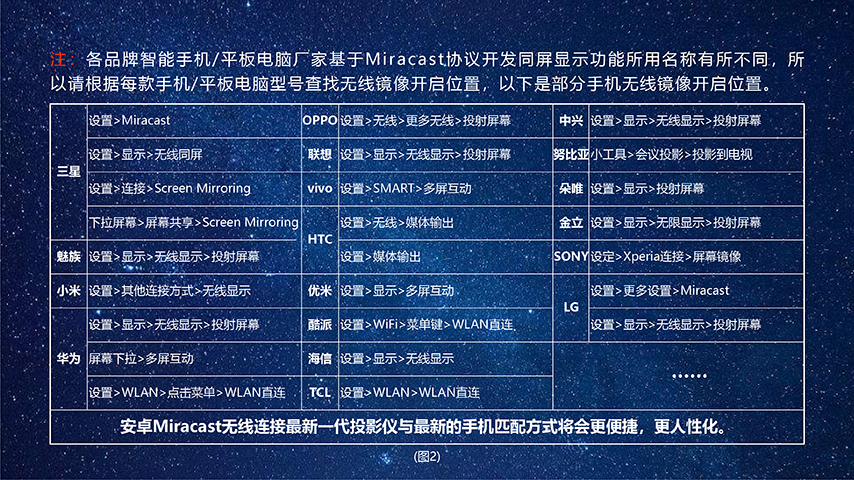 注：各品牌智能手机/平板电脑厂家基于Miracast协议开发同屏显示功能所用名称有所不同，所
以请根据每款手机/平板电脑型号查找无线镜像开启位置，以下是部分手机无线镜像开启位置。
三星
设置>Miracast
设置>显示>无线同屏
设置>连接>Screen Mirroring
下拉屏幕>屏幕共享>Screen Mirroring
魅族 设置>显示>无线显示>投射屏幕
小米 设置>其他连接方式>无线显示
华为
设置>显示>无线显示>投射屏幕
屏幕下拉>多屏互动
设置>WLAN>点击菜单>WLAN直连
OPPO 设置>无线>更多无线>投射屏幕
联想 设置>显示>无线显示>投射屏幕
vivo 设置>SMART>多屏互动
HTC
设置>无线>媒体输出
设置>媒体输出
优米 设置>显示>多屏互动
酷派 设置>WiFi>菜单键>WLAN直连
海信 设置>显示>无线显示
TCL 设置>WLAN>WLAN直连
中兴 设置>显示>无线显示>投射屏幕
努比亚 小工具>会议投影>投影到电视
朵唯 设置>显示>投射屏幕
金立 设置>显示>无限显示>投射屏幕
SONY 设定>Xperia连接>屏幕镜像
LG
设置>更多设置>Miracast
设置>显示>无线显示>投射屏幕
……
安卓Miracast无线连接最新一代投影仪与最新的手机匹配方式将会更便捷，更人性化。
(图2)